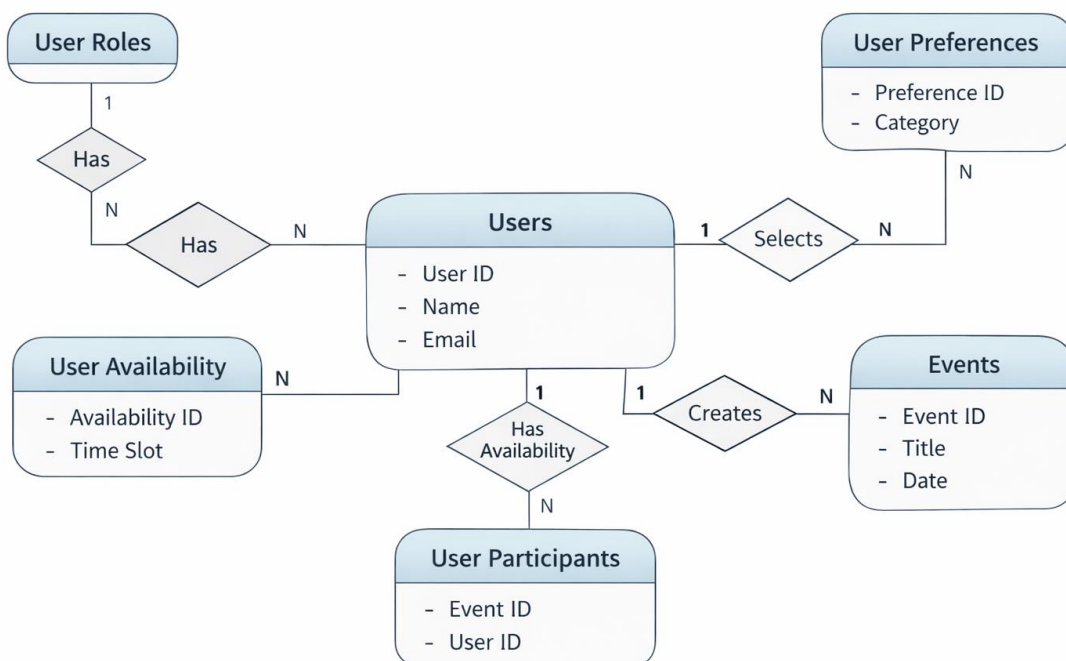 User Roles
1
Has
N
Has
N
Users
- User ID
- Name
- Email
1
Selects
N
User Preferences
- Preference ID
- Category
N
User Availability
- Availability ID
- Time Slot
N
1
Has
Availability
N
User Participants
- Event ID
- User ID
1
Creates
N
Events
- Event ID
- Title
- Date